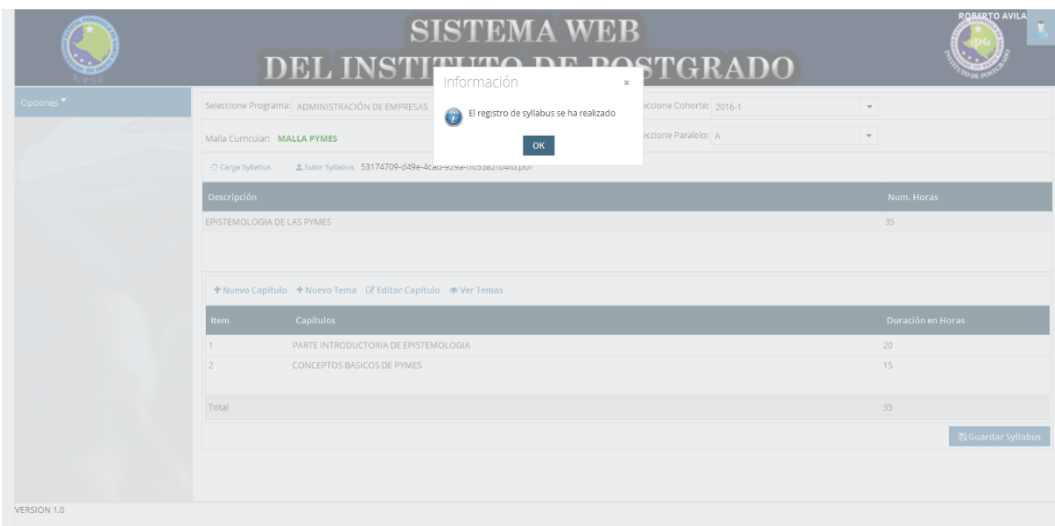 SISTEMA WEB
DEL INSTITUTO DE POSTGRADO
ROBERTO AVILA
UPSE
Opciones
Seleccione Programa: ADMINISTRACIÓN DE EMPRESAS
eccione Cohorte: 2016-1
Malla Curricular: MALLA PYMES
eccione Paralelo: A
Información ×
El registro de syllabus se ha realizado
OK
Carga Syllabus Subir Syllabus
Descripción Num. Horas
EPISTEMOLOGIA DE LAS PYMES 35
Nuevo Capítulo Nuevo Tema Editar Capítulo Ver Temas
Item Capítulos Duración en Horas
1 PARTE INTRODUCTORIA DE EPISTEMOLOGIA 20
2 CONCEPTOS BASICOS DE PYMES 15
Total 35
Guardar Syllabus
VERSION 1.0